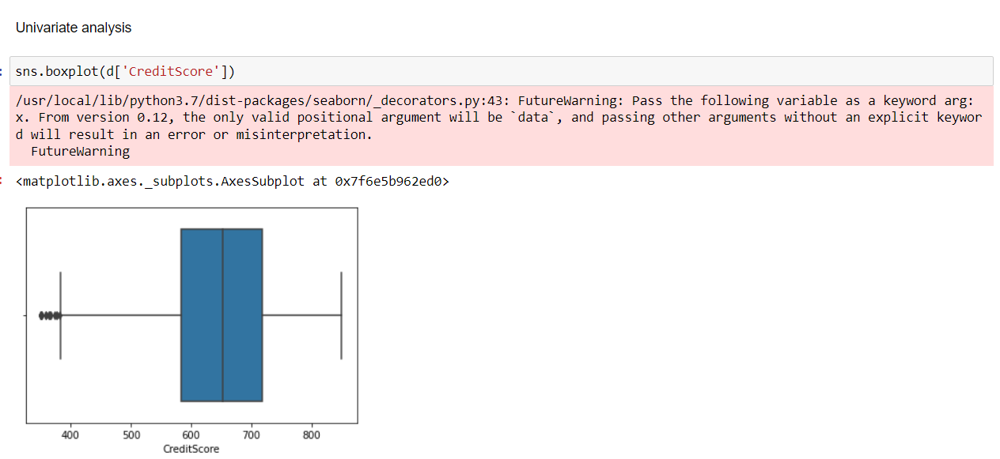 Univariate analysis
:
sns.boxplot(d['CreditScore'])
/usr/local/lib/python3.7/dist-packages/seaborn/_decorators.py:43: FutureWarning: Pass the following variable as a keyword arg:
x. From version 0.12, the only valid positional argument will be `data`, and passing other arguments without an explicit keywor
d will result in an error or misinterpretation.
FutureWarning
:
<matplotlib.axes._subplots.AxesSubplot at 0x7f6e5b962ed0>
400 500 600 700 800
CreditScore